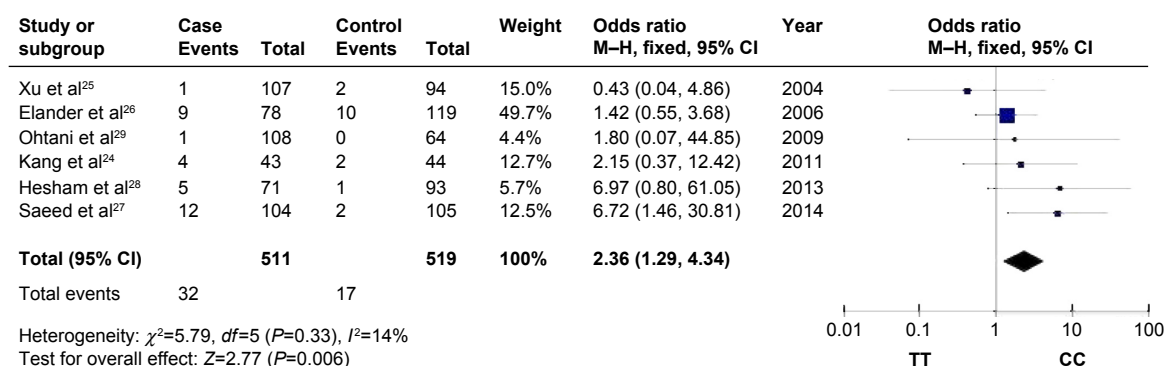 Study or Case Control Weight Odds ratio Year Odds ratio
subgroup Events Total Events Total M–H, fixed, 95% CI M–H, fixed, 95% CI
Xu et al²⁵ 1 107 2 94 15.0% 0.43 (0.04, 4.86) 2004
Elander et al²⁶ 9 78 10 119 49.7% 1.42 (0.55, 3.68) 2006
Ohtani et al²⁹ 1 108 0 64 4.4% 1.80 (0.07, 44.85) 2009
Kang et al²⁴ 4 43 2 44 12.7% 2.15 (0.37, 12.42) 2011
Hesham et al²⁸ 5 71 1 93 5.7% 6.97 (0.80, 61.05) 2013
Saeed et al²⁷ 12 104 2 105 12.5% 6.72 (1.46, 30.81) 2014
Total (95% CI) 511 519 100% 2.36 (1.29, 4.34)
Total events 32 17
Heterogeneity: χ²=5.79, df=5 (P=0.33), I²=14%
Test for overall effect: Z=2.77 (P=0.006)
0.01 0.1 1 10 100
TT CC